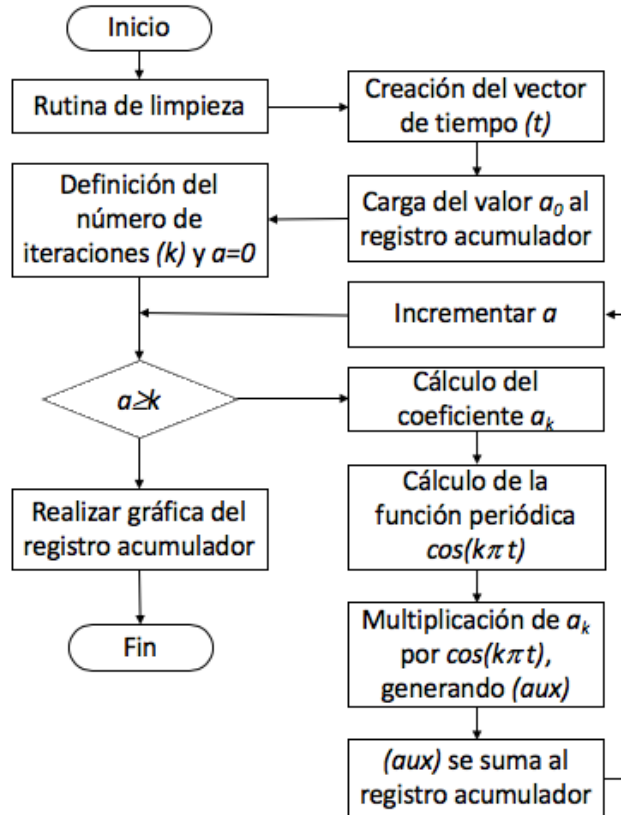 Inicio
Rutina de limpieza
Creación del vector
de tiempo (t)
Carga del valor a₀ al
registro acumulador
Definición del
número de
iteraciones (k) y a=0
Incrementar a
a≥k
Cálculo del
coeficiente aₖ
Cálculo de la
función periódica
cos(kπ t)
Multiplicación de aₖ
por cos(kπ t),
generando (aux)
(aux) se suma al
registro acumulador
Realizar gráfica del
registro acumulador
Fin